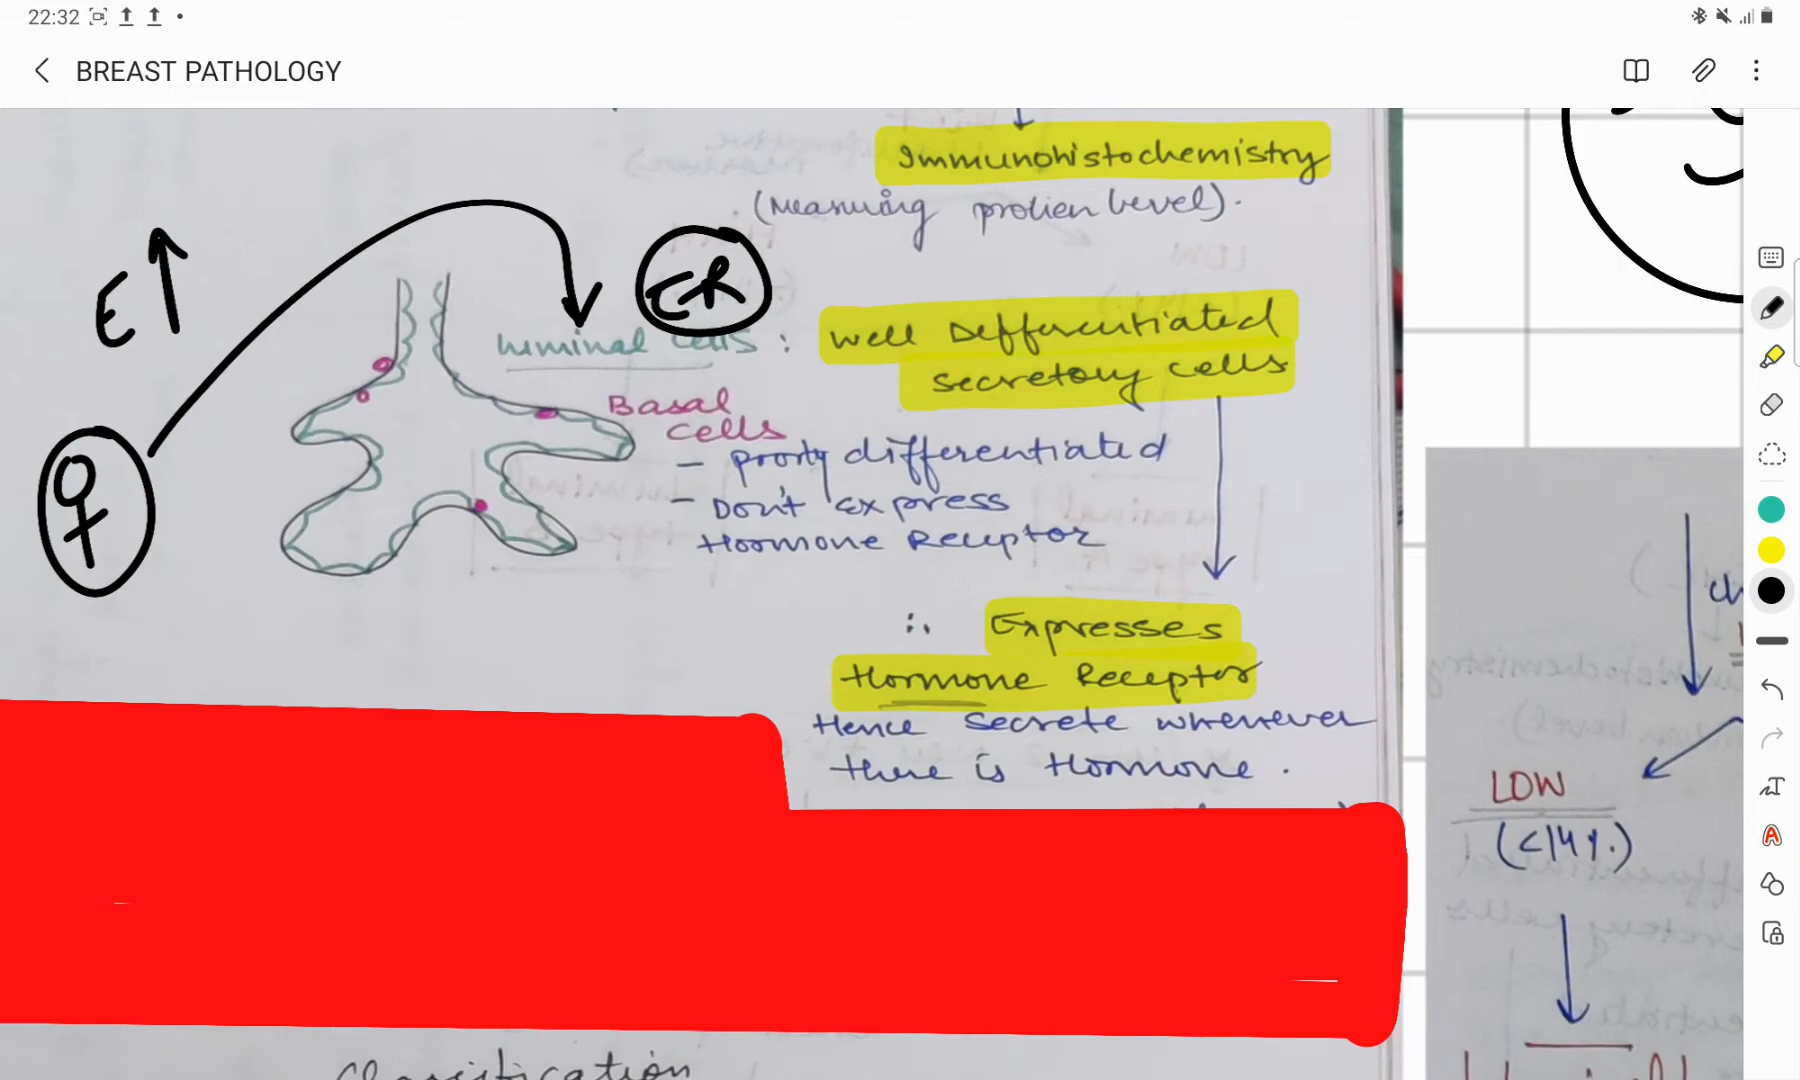 22:32
BREAST PATHOLOGY
Immunohistochemistry
(Measuring protien level).
E
ER
luminal cells :
Well Defferentiated
Secretory cells
Basal
cells
- poorly differentiated
- Don't express
Hormone Receptor
∴ Expresses
Hormone Receptor
Hence secrete whenever
there is Hormone.
LOW
(<14%)
Classification